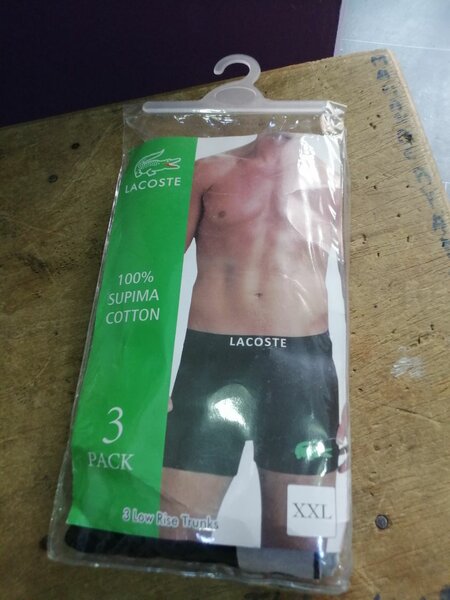 LACOSTE
100%
SUPIMA
COTTON
LACOSTE
3
PACK
XXL
3 Low Rise Trunks